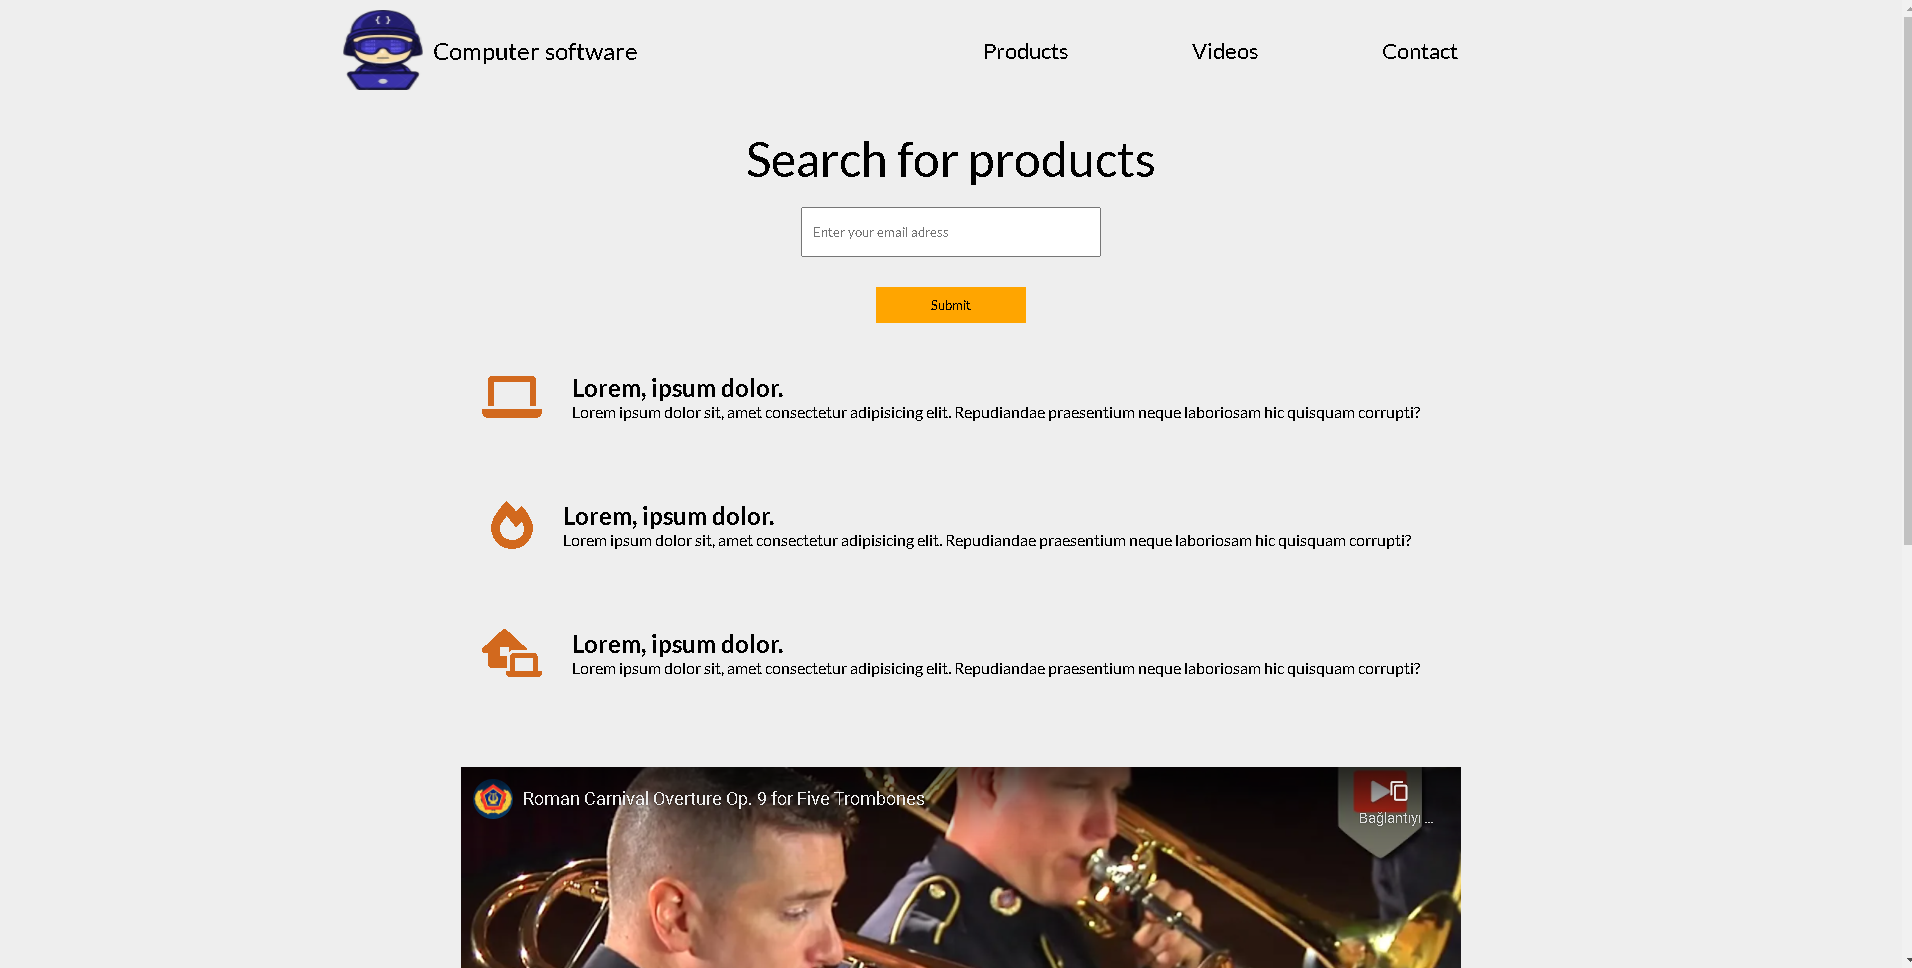 Computer software
Products
Videos
Contact
Search for products
Enter your email adress
Submit
Lorem, ipsum dolor.
Lorem ipsum dolor sit, amet consectetur adipisicing elit. Repudiandae praesentium neque laboriosam hic quisquam corrupti?
Lorem, ipsum dolor.
Lorem ipsum dolor sit, amet consectetur adipisicing elit. Repudiandae praesentium neque laboriosam hic quisquam corrupti?
Lorem, ipsum dolor.
Lorem ipsum dolor sit, amet consectetur adipisicing elit. Repudiandae praesentium neque laboriosam hic quisquam corrupti?
Roman Carnival Overture Op. 9 for Five Trombones
Bağlantıyı ...